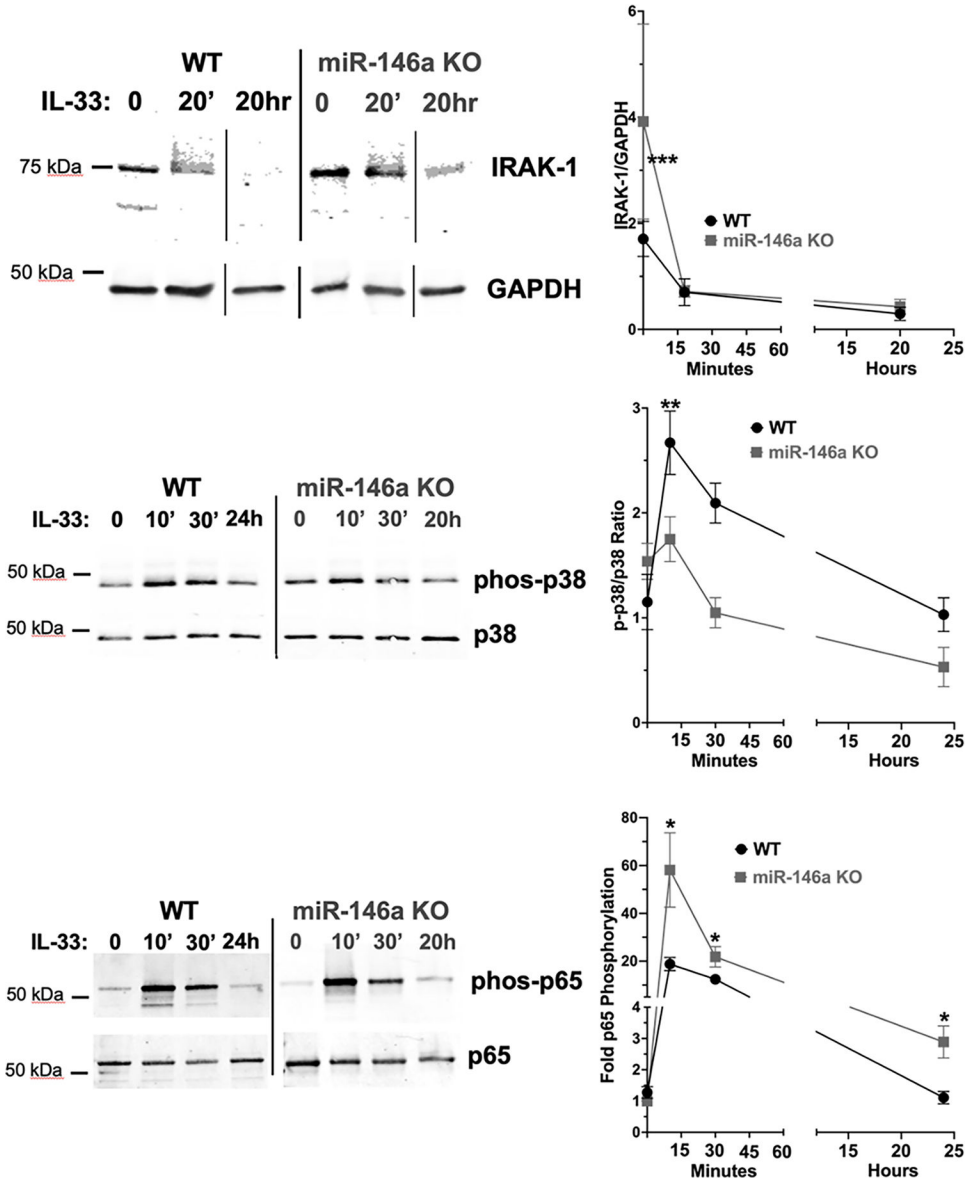 WT miR-146a KO
IL-33: 0 20’ 20hr 0 20’ 20hr
75 kDa IRAK-1
50 kDa GAPDH
IRAK-1/GAPDH
6
4
2
0
***
WT
miR-146a KO
15 30 45 60 15 20 25
Minutes Hours
WT miR-146a KO
IL-33: 0 10’ 30’ 24h 0 10’ 30’ 20h
50 kDa phos-p38
50 kDa p38
p-p38/p38 Ratio
3
2
1
0
**
WT
miR-146a KO
15 30 45 60 15 20 25
Minutes Hours
WT miR-146a KO
IL-33: 0 10’ 30’ 24h 0 10’ 30’ 20h
50 kDa phos-p65
50 kDa p65
Fold p65 Phosphorylation
80
60
40
20
4
3
2
1
0
*
*
*
WT
miR-146a KO
15 30 45 60 15 20 25
Minutes Hours